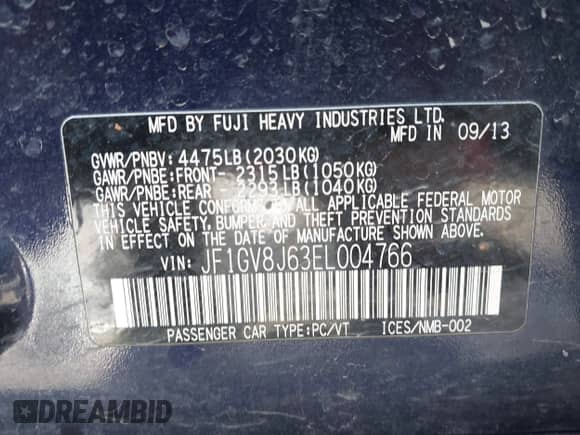 MFD BY FUJI HEAVY INDUSTRIES LTD.
MFD IN 09/13
GVWR/PNBV: 4475LB(2030KG)
GAWR/PNBE:FRONT- 2315LB(1050KG)
GAWR/PNBE:REAR - 2293LB(1040KG)
THIS VEHICLE CONFORMS TO ALL APPLICABLE FEDERAL MOTOR
VEHICLE SAFETY, BUMPER AND THEFT PREVENTION STANDARDS
IN EFFECT ON THE DATE OF MANUFACTURE SHOWN ABOVE.
VIN: JF1GV8J63EL004766
PASSENGER CAR TYPE:PC/VT ICES/NMB-002
DREAMBID